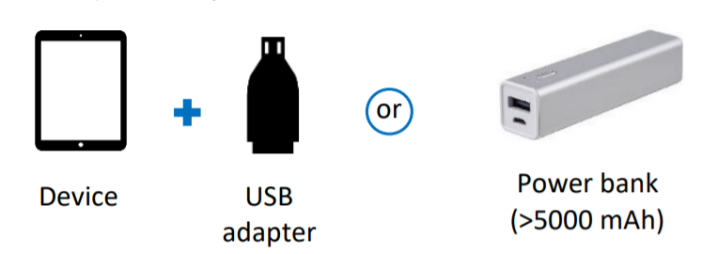 or
Device
USB
adapter
Power bank
(>5000 mAh)